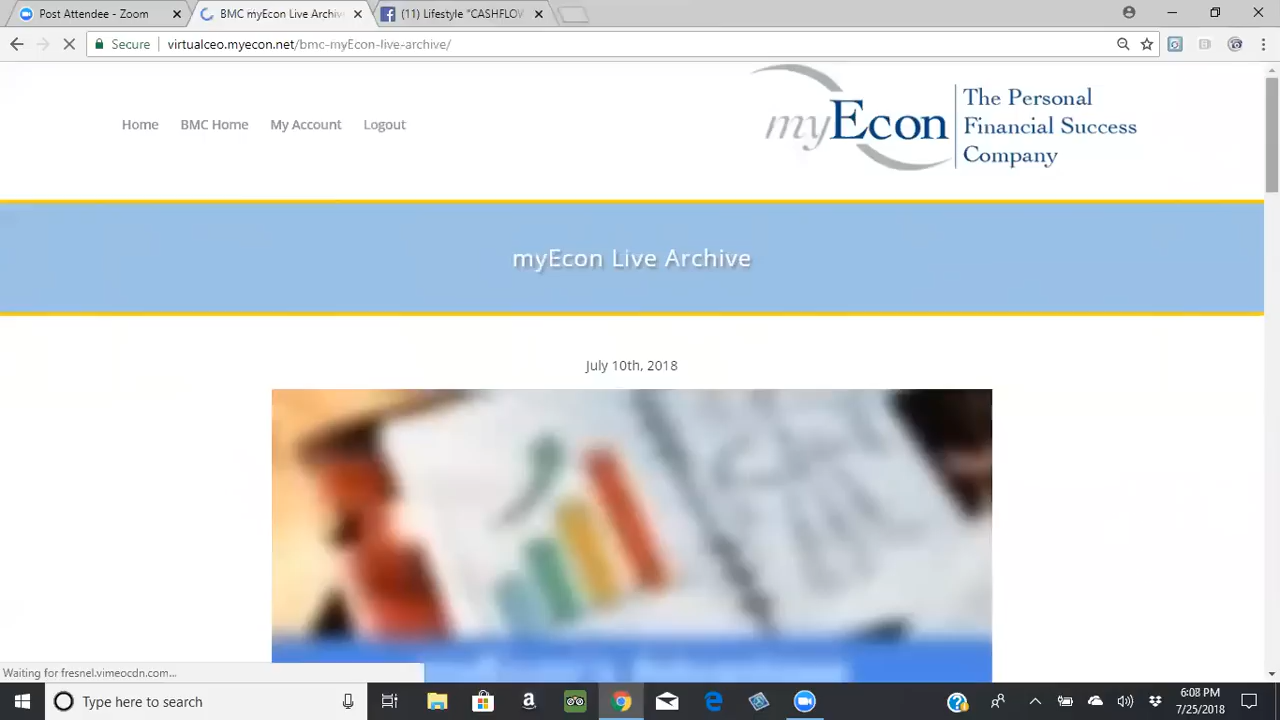 Post Attendee - Zoom
BMC myEcon Live Archiv
(11) Lifestyle "CASHFLOV
Secure
virtualceo.myecon.net/bmc-myEcon-live-archive/
Home
BMC Home
My Account
Logout
myEcon
The Personal
Financial Success
Company
myEcon Live Archive
July 10th, 2018
Waiting for fresnel.vimeocdn.com...
Type here to search
6:08 PM
7/25/2018